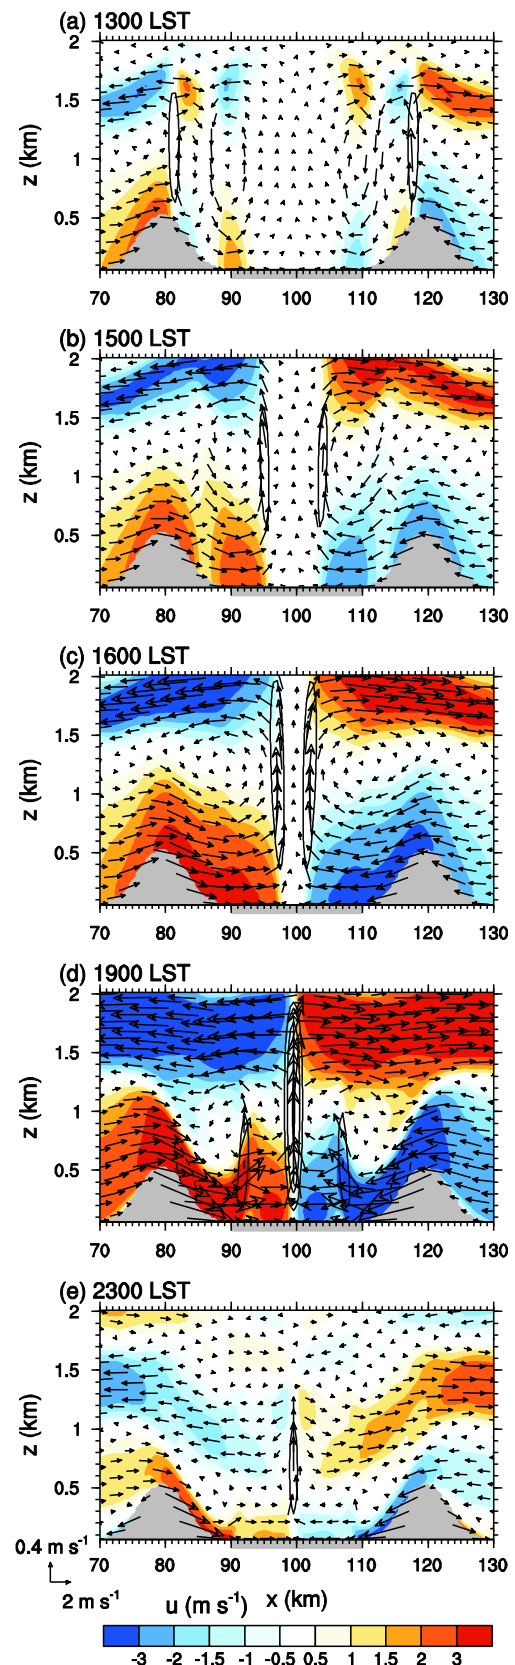 (a) 1300 LST
2
1.5
1
0.5
z (km)
70 80 90 100 110 120 130
(b) 1500 LST
2
1.5
1
0.5
z (km)
70 80 90 100 110 120 130
(c) 1600 LST
2
1.5
1
0.5
z (km)
70 80 90 100 110 120 130
(d) 1900 LST
2
1.5
1
0.5
z (km)
70 80 90 100 110 120 130
(e) 2300 LST
2
1.5
1
0.5
z (km)
70 80 90 100 110 120 130
0.4 m s⁻¹
2 m s⁻¹
u (m s⁻¹) x (km)
-3 -2 -1.5 -1 -0.5 0.5 1 1.5 2 3